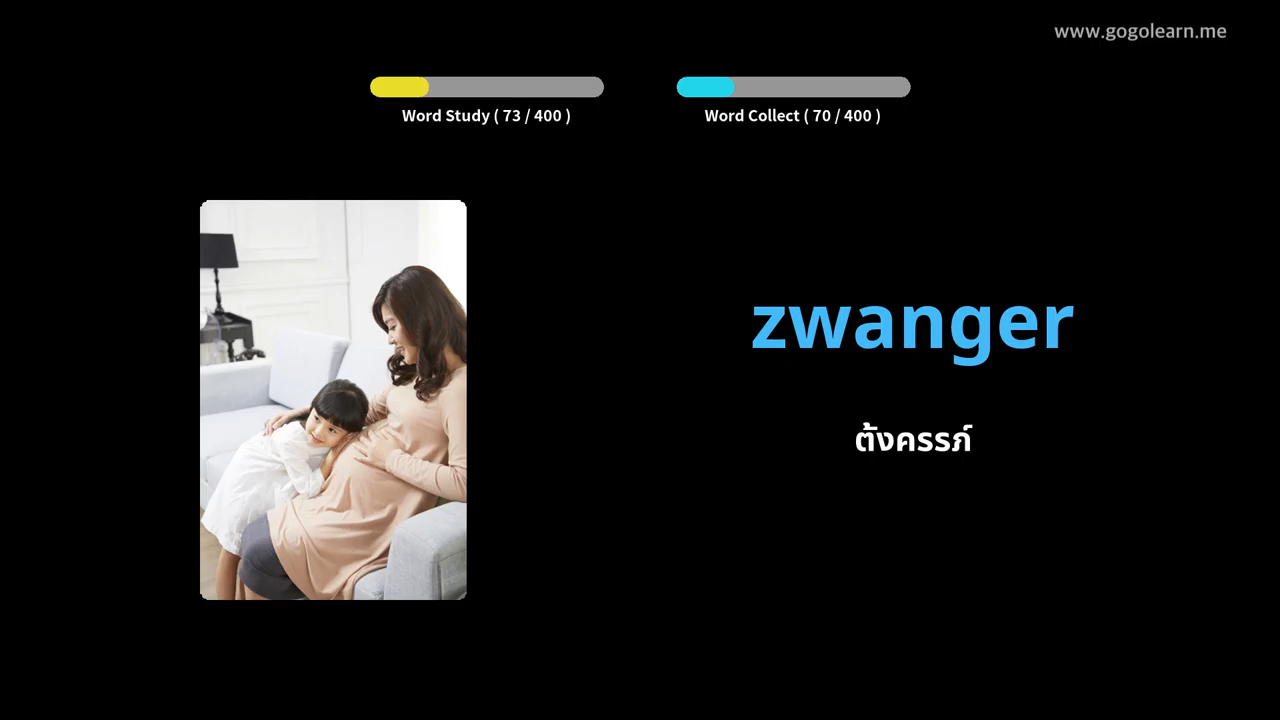 www.gogolearn.me
Word Study ( 73 / 400 )
Word Collect ( 70 / 400 )
zwanger
ตั้งครรภ์